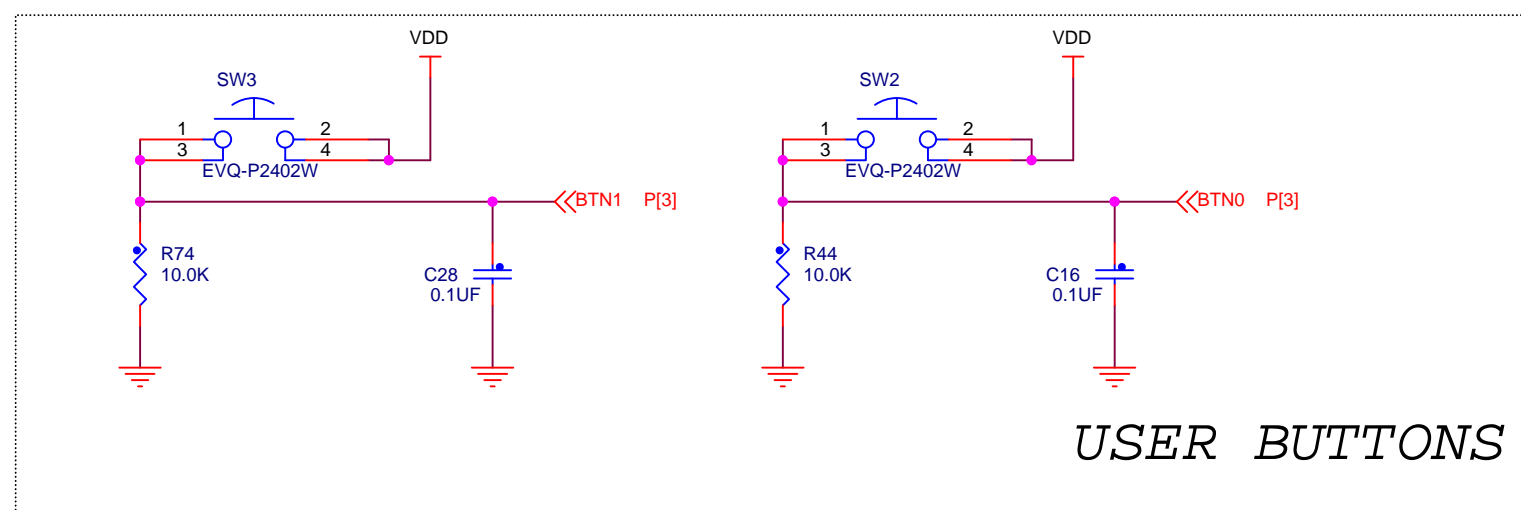 VDD
SW3
1
2
3
4
EVQ-P2402W
BTN1 P[3]
R74
10.0K
C28
0.1UF
VDD
SW2
1
2
3
4
EVQ-P2402W
BTN0 P[3]
R44
10.0K
C16
0.1UF
USER BUTTONS